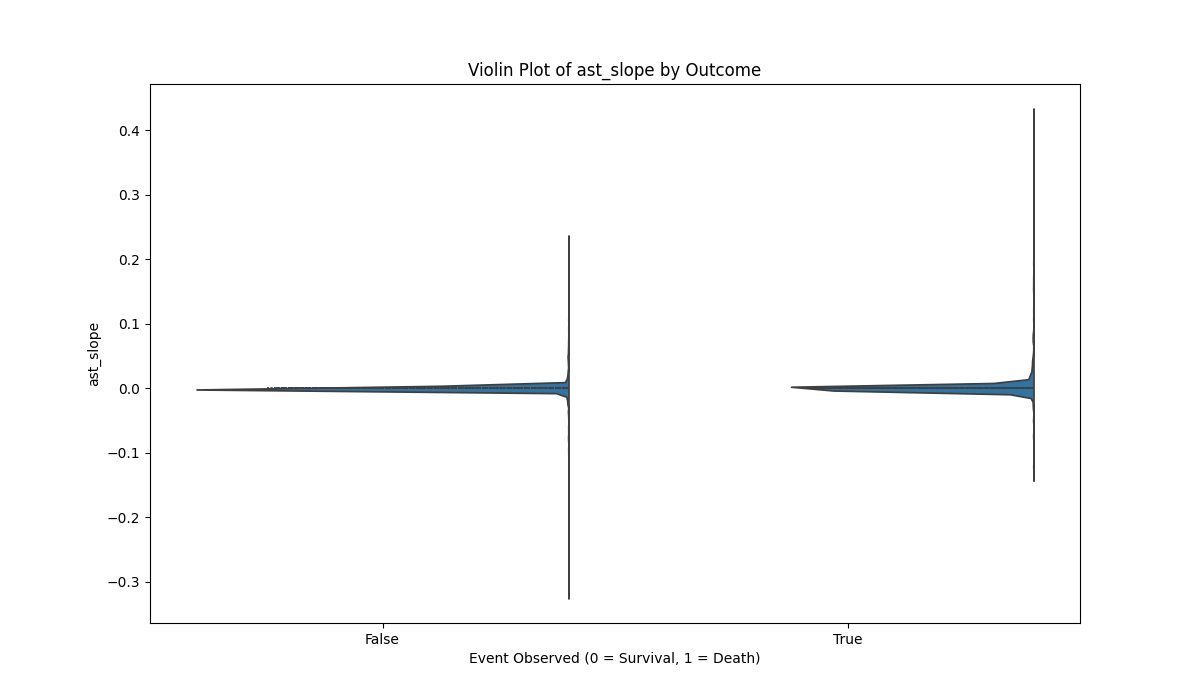 Violin Plot of ast_slope by Outcome
0.4
0.3
0.2
0.1
0.0
−0.1
−0.2
−0.3
ast_slope
False True
Event Observed (0 = Survival, 1 = Death)